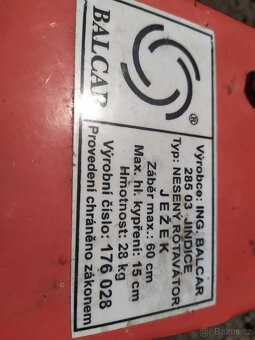 BALCAR
®
Výrobce: ING. BALCAR
285 03 JINDICE
Typ: NESENÝ ROTAVÁTOR
JEŽEK
Záběr max.: 60 cm
Max. hl. kypření: 15 cm
Hmotnost: 28 kg
Výrobní číslo: 176 028
Provedení chráněno zákonem
Sbazar.cz